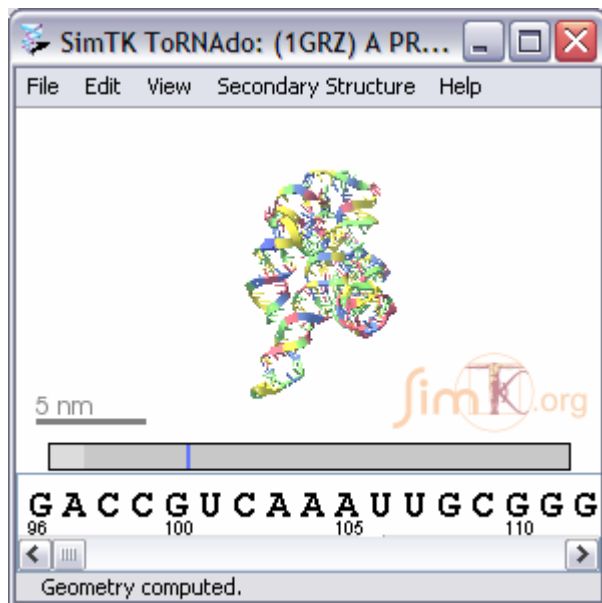 SimTK ToRNAdo: (1GRZ) A PR...
File Edit View Secondary Structure Help
5 nm
SimTK.org
G A C C G U C A A A U U G C G G G
96 100 105 110
Geometry computed.